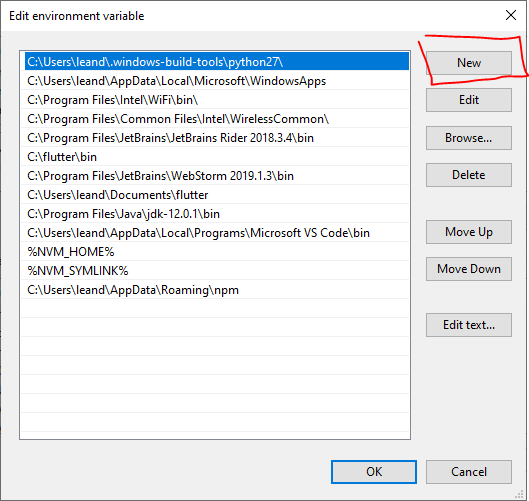 Edit environment variable
C:\Users\leand\.windows-build-tools\python27\
C:\Users\leand\AppData\Local\Microsoft\WindowsApps
C:\Program Files\Intel\WiFi\bin\
C:\Program Files\Common Files\Intel\WirelessCommon\
C:\Program Files\JetBrains\JetBrains Rider 2018.3.4\bin
C:\flutter\bin
C:\Program Files\JetBrains\WebStorm 2019.1.3\bin
C:\Users\leand\Documents\flutter
C:\Program Files\Java\jdk-12.0.1\bin
C:\Users\leand\AppData\Local\Programs\Microsoft VS Code\bin
%NVM_HOME%
%NVM_SYMLINK%
C:\Users\leand\AppData\Roaming\npm
New
Edit
Browse...
Delete
Move Up
Move Down
Edit text...
OK
Cancel